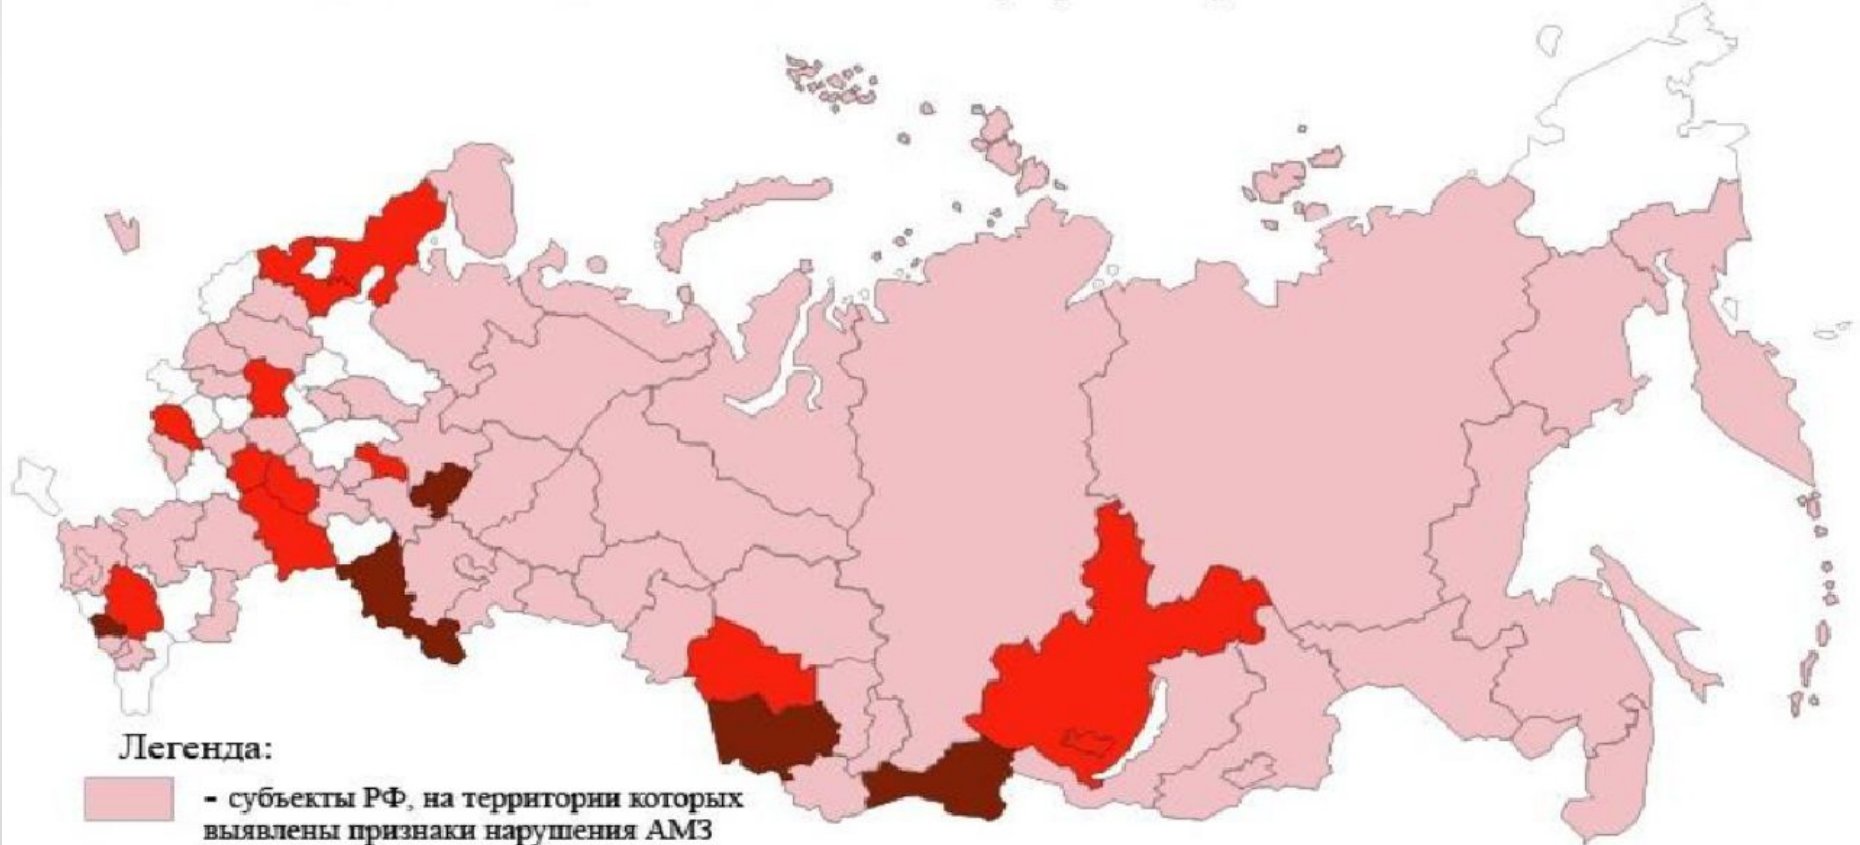 Легенда:
- субъекты РФ, на территории которых
выявлены признаки нарушения АМЗ